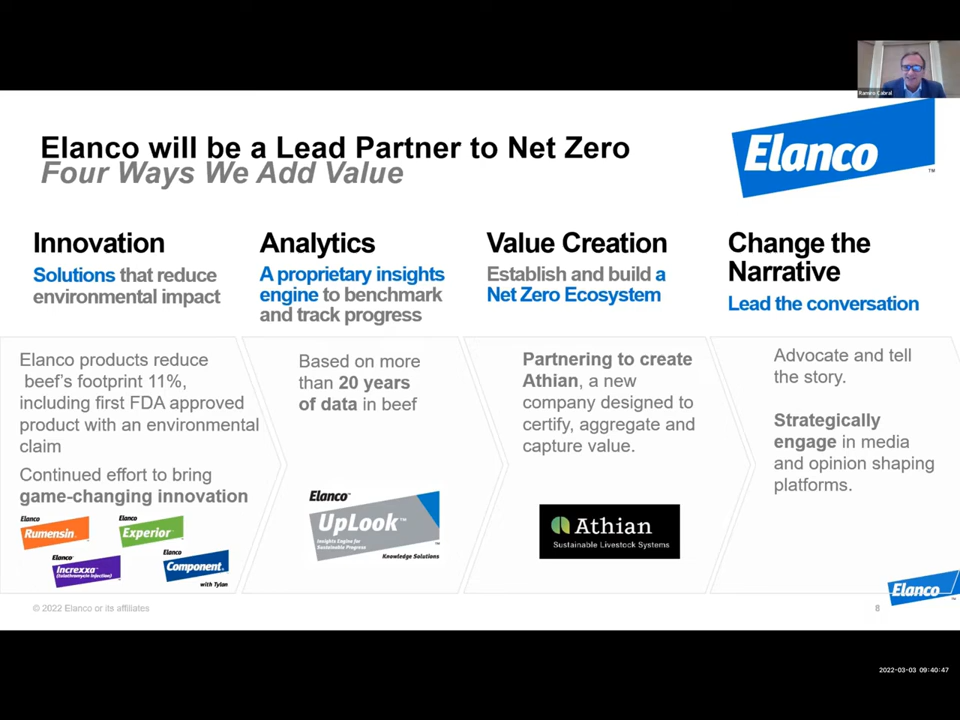 Ramiro Cabral
Elanco will be a Lead Partner to Net Zero
Four Ways We Add Value
Elanco
TM
Innovation
Solutions that reduce
environmental impact
Elanco products reduce
beef's footprint 11%,
including first FDA approved
product with an environmental
claim
Continued effort to bring
game-changing innovation
Elanco
Rumensin
Elanco
Experior
Elanco
Increxxa
(tulathromycin injection)
Elanco
Component
with Tylan
Analytics
A proprietary insights
engine to benchmark
and track progress
Based on more
than 20 years
of data in beef
Elanco
UpLook™
Insights Engine for
Sustainable Progress
Knowledge Solutions
Value Creation
Establish and build a
Net Zero Ecosystem
Partnering to create
Athian, a new
company designed to
certify, aggregate and
capture value.
Athian
Sustainable Livestock Systems
Change the
Narrative
Lead the conversation
Advocate and tell
the story.
Strategically
engage in media
and opinion shaping
platforms.
Elanco
© 2022 Elanco or its affiliates
8
2022-03-03 09:40:47